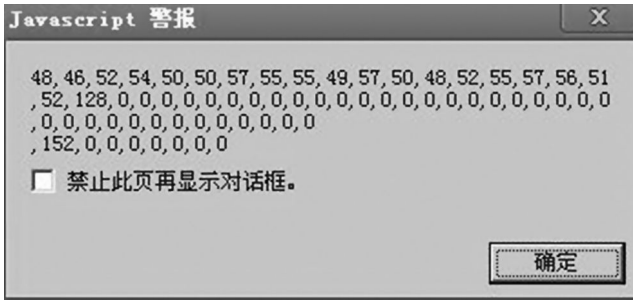 Javascript 警报
X
48, 46, 52, 54, 50, 50, 57, 55, 55, 49, 57, 50, 48, 52, 55, 57, 56, 51
, 52, 128, 0, 0, 0, 0, 0, 0, 0, 0, 0, 0, 0, 0, 0, 0, 0, 0, 0, 0, 0, 0, 0, 0, 0
, 0, 0, 0, 0, 0, 0, 0, 0, 0, 0, 0, 0, 0
, 152, 0, 0, 0, 0, 0, 0, 0
禁止此页再显示对话框。
确定